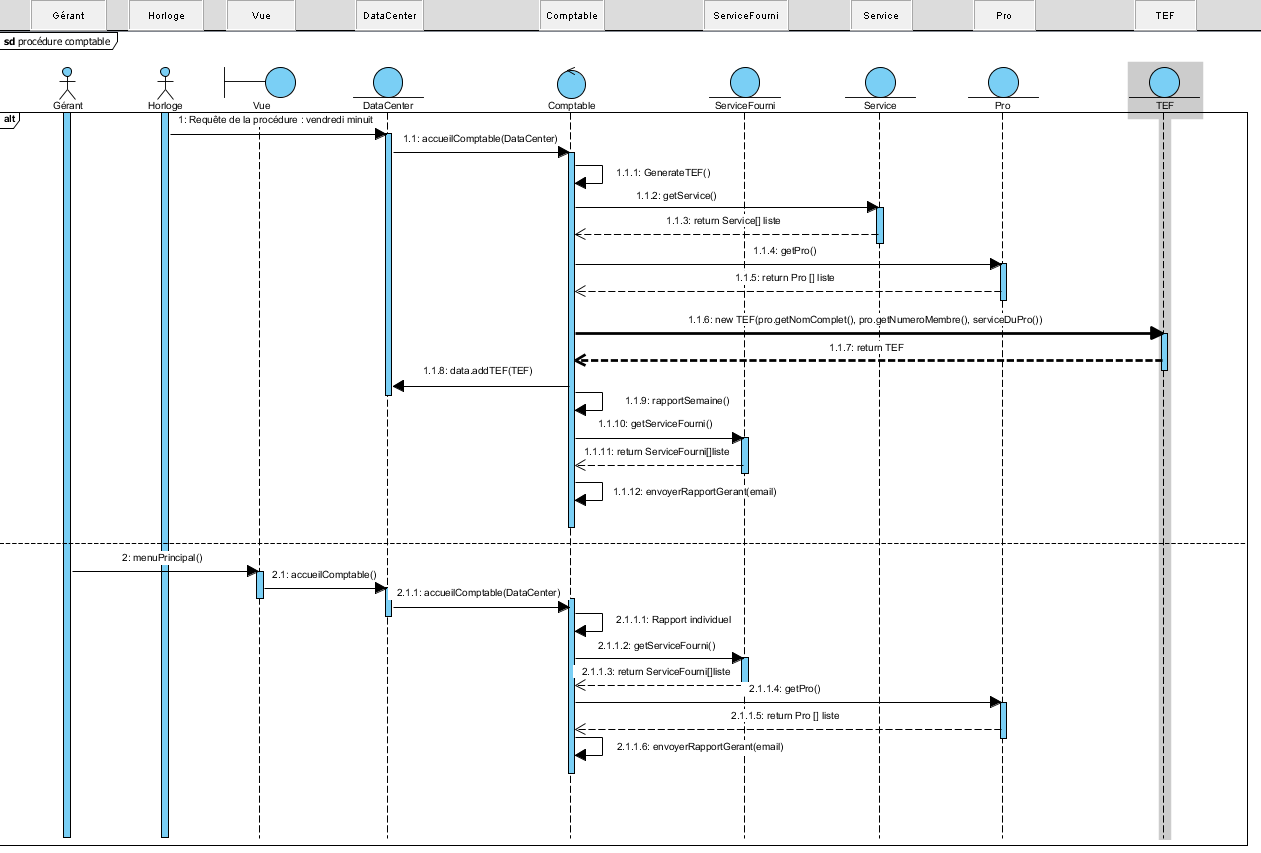 Gérant
Horloge
Vue
DataCenter
Comptable
ServiceFourni
Service
Pro
TEF
sd procédure comptable
Gérant
Horloge
Vue
DataCenter
Comptable
ServiceFourni
Service
Pro
TEF
alt
1: Requête de la procédure : vendredi minuit
1.1: accueilComptable(DataCenter)
1.1.1: GenerateTEF()
1.1.2: getService()
1.1.3: return Service[] liste
1.1.4: getPro()
1.1.5: return Pro [] liste
1.1.6: new TEF(pro.getNomComplet(), pro.getNumeroMembre(), serviceDuPro())
1.1.7: return TEF
1.1.8: data.addTEF(TEF)
1.1.9: rapportSemaine()
1.1.10: getServiceFourni()
1.1.11: return ServiceFourni[]liste
1.1.12: envoyerRapportGerant(email)
2: menuPrincipal()
2.1: accueilComptable()
2.1.1: accueilComptable(DataCenter)
2.1.1.1: Rapport individuel
2.1.1.2: getServiceFourni()
2.1.1.3: return ServiceFourni[]liste
2.1.1.4: getPro()
2.1.1.5: return Pro [] liste
2.1.1.6: envoyerRapportGerant(email)